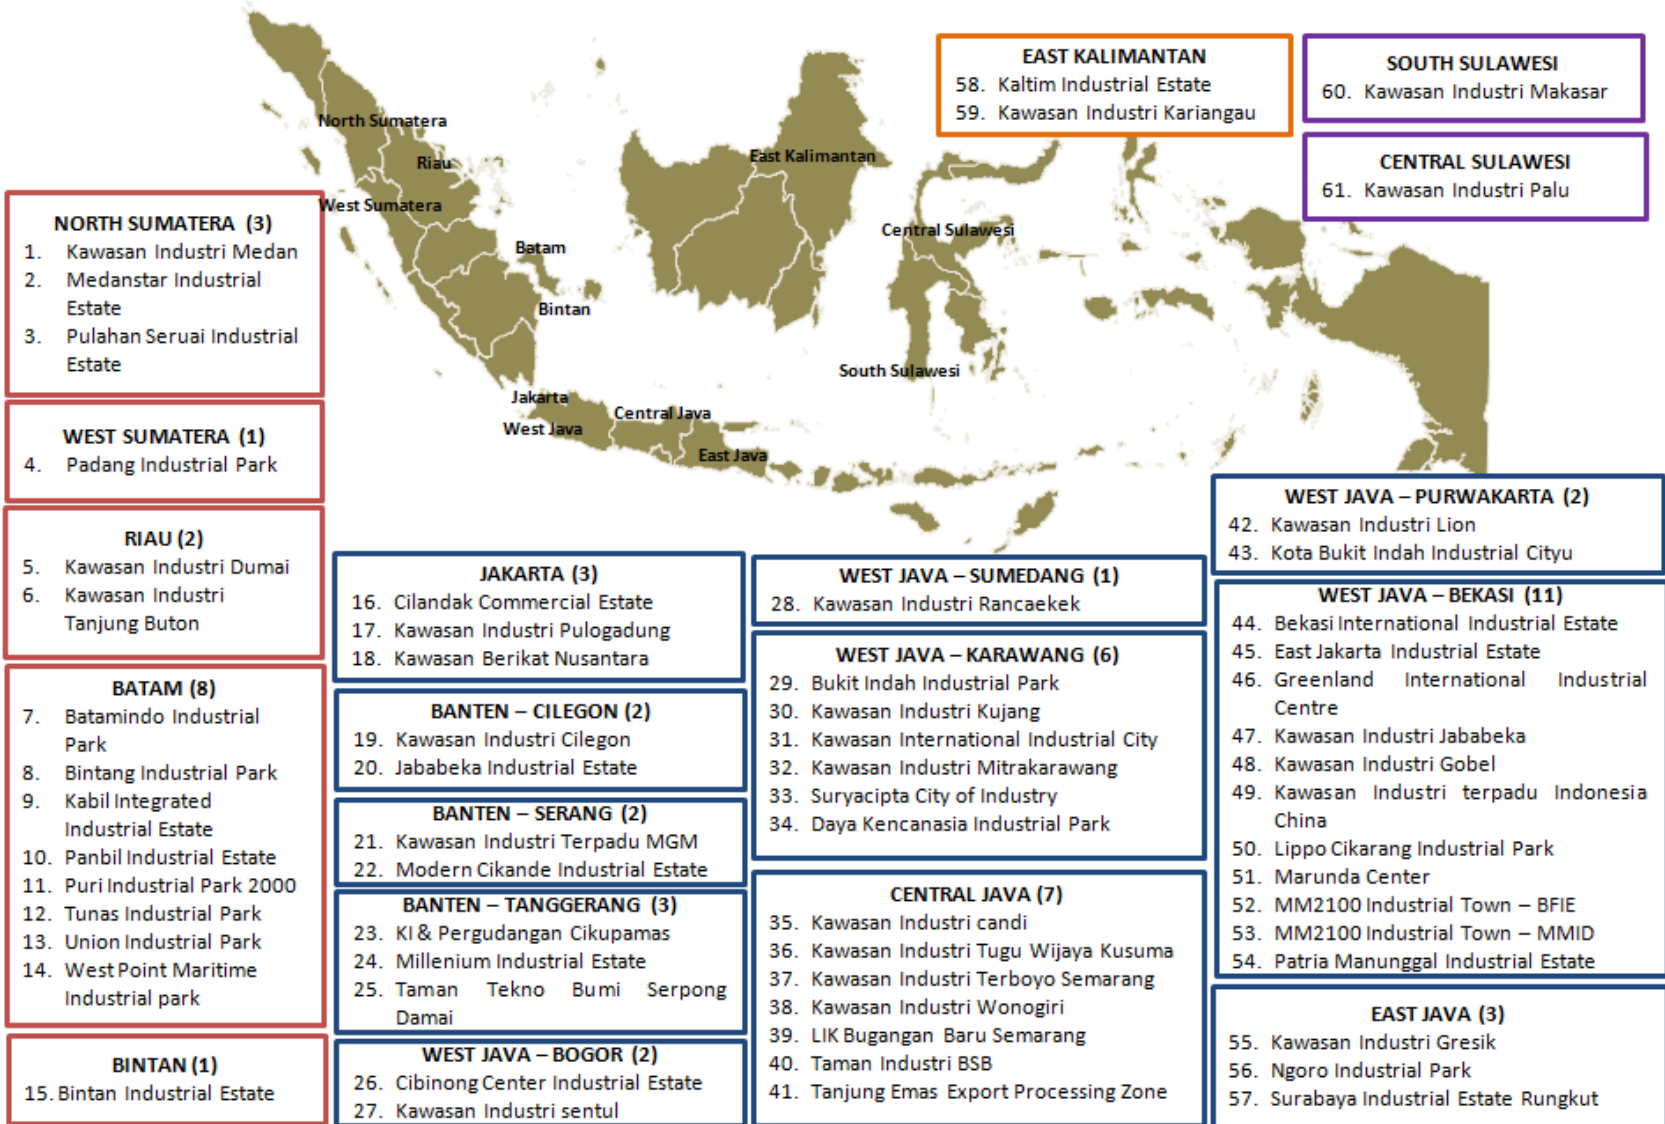 North Sumatera
Riau
West Sumatera
Batam
Bintan
East Kalimantan
Central Sulawesi
South Sulawesi
Jakarta
West Java
Central Java
East Java
EAST KALIMANTAN
58. Kaltim Industrial Estate
59. Kawasan Industri Kariangau
SOUTH SULAWESI
60. Kawasan Industri Makasar
CENTRAL SULAWESI
61. Kawasan Industri Palu
NORTH SUMATERA (3)
1. Kawasan Industri Medan
2. Medanstar Industrial
Estate
3. Pulahan Seruai Industrial
Estate
WEST SUMATERA (1)
4. Padang Industrial Park
RIAU (2)
5. Kawasan Industri Dumai
6. Kawasan Industri
Tanjung Buton
BATAM (8)
7. Batamindo Industrial
Park
8. Bintang Industrial Park
9. Kabil Integrated
Industrial Estate
10. Panbil Industrial Estate
11. Puri Industrial Park 2000
12. Tunas Industrial Park
13. Union Industrial Park
14. West Point Maritime
Industrial park
BINTAN (1)
15. Bintan Industrial Estate
JAKARTA (3)
16. Cilandak Commercial Estate
17. Kawasan Industri Pulogadung
18. Kawasan Berikat Nusantara
BANTEN – CILEGON (2)
19. Kawasan Industri Cilegon
20. Jababeka Industrial Estate
BANTEN – SERANG (2)
21. Kawasan Industri Terpadu MGM
22. Modern Cikande Industrial Estate
BANTEN – TANGGERANG (3)
23. KI & Pergudangan Cikupamas
24. Millenium Industrial Estate
25. Taman Tekno Bumi Serpong
Damai
WEST JAVA – BOGOR (2)
26. Cibinong Center Industrial Estate
27. Kawasan Industri sentul
WEST JAVA – SUMEDANG (1)
28. Kawasan Industri Rancaekek
WEST JAVA – KARAWANG (6)
29. Bukit Indah Industrial Park
30. Kawasan Industri Kujang
31. Kawasan International Industrial City
32. Kawasan Industri Mitrakarawang
33. Suryacipta City of Industry
34. Daya Kencanasia Industrial Park
CENTRAL JAVA (7)
35. Kawasan Industri candi
36. Kawasan Industri Tugu Wijaya Kusuma
37. Kawasan Industri Terboyo Semarang
38. Kawasan Industri Wonogiri
39. LIK Bugangan Baru Semarang
40. Taman Industri BSB
41. Tanjung Emas Export Processing Zone
WEST JAVA – PURWAKARTA (2)
42. Kawasan Industri Lion
43. Kota Bukit Indah Industrial Cityu
WEST JAVA – BEKASI (11)
44. Bekasi International Industrial Estate
45. East Jakarta Industrial Estate
46. Greenland International Industrial
Centre
47. Kawasan Industri Jababeka
48. Kawasan Industri Gobel
49. Kawasan Industri terpadu Indonesia
China
50. Lippo Cikarang Industrial Park
51. Marunda Center
52. MM2100 Industrial Town – BFIE
53. MM2100 Industrial Town – MMID
54. Patria Manunggal Industrial Estate
EAST JAVA (3)
55. Kawasan Industri Gresik
56. Ngoro Industrial Park
57. Surabaya Industrial Estate Rungkut